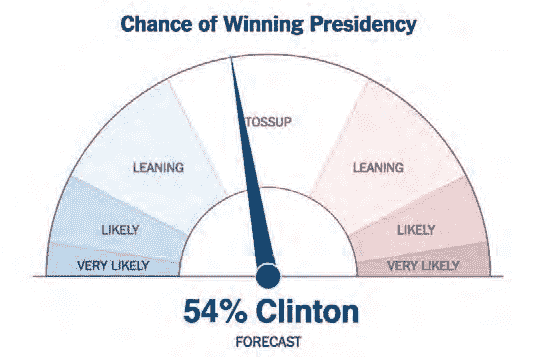 Chance of Winning Presidency
TOSSUP
LEANING
LEANING
LIKELY
LIKELY
VERY LIKELY
VERY LIKELY
54% Clinton
FORECAST